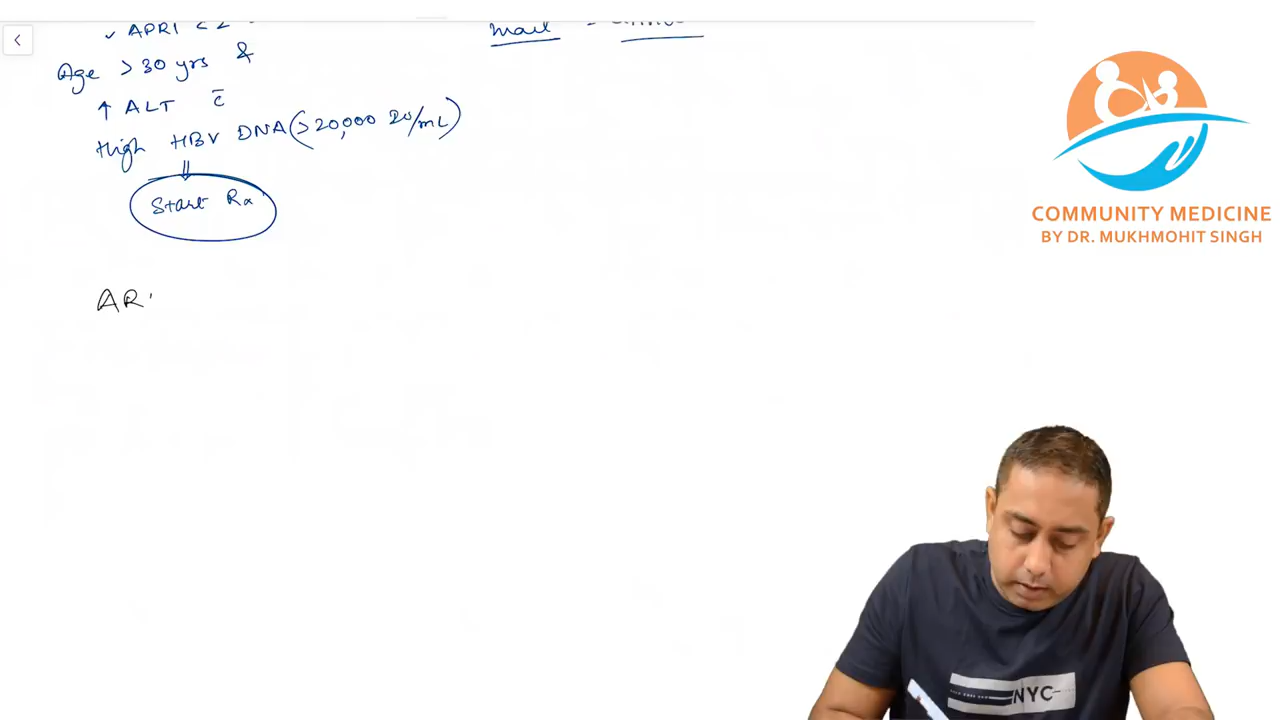 ✓ APRI < 2
Age > 30 yrs &
↑ ALT c̄
High HBV DNA (> 20,000 IU/mL)
⇓
Start Rx
AR
COMMUNITY MEDICINE
BY DR. MUKHMOHIT SINGH
NYC